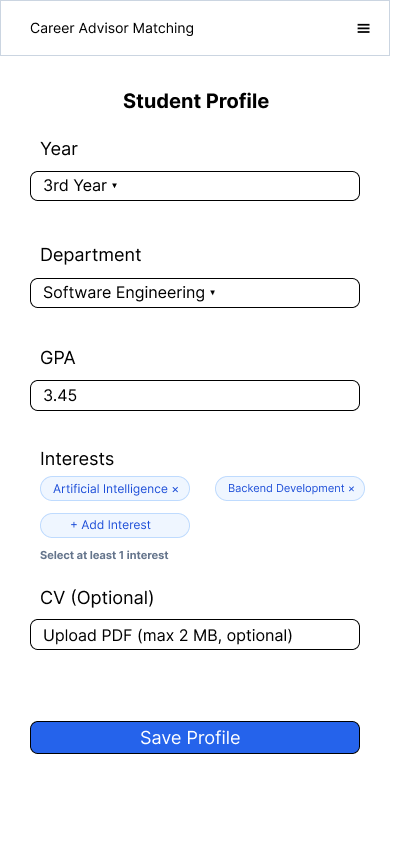 Career Advisor Matching
Student Profile
Year
3rd Year ▾
Department
Software Engineering ▾
GPA
3.45
Interests
Artificial Intelligence ×
Backend Development ×
+ Add Interest
Select at least 1 interest
CV (Optional)
Upload PDF (max 2 MB, optional)
Save Profile